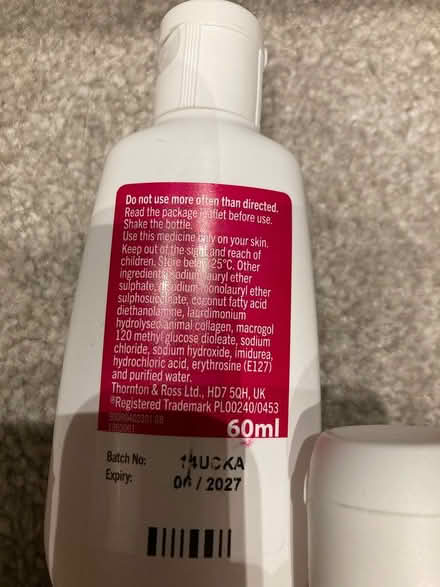 Do not use more often than directed.
Read the package leaflet before use.
Shake the bottle.
Use this medicine only on your skin.
Keep out of the sight and reach of
children. Store below 25°C. Other
ingredients: sodium lauryl ether
sulphate, disodium monolauryl ether
sulphosuccinate, coconut fatty acid
diethanolamine, laurdimonium
hydrolysed animal collagen, macrogol
120 methyl glucose dioleate, sodium
chloride, sodium hydroxide, imidurea,
hydrochloric acid, erythrosine (E127)
and purified water.
Thornton & Ross Ltd., HD7 5QH, UK
®Registered Trademark PL00240/0453
60ml
Batch No:
Expiry: 06 / 2027